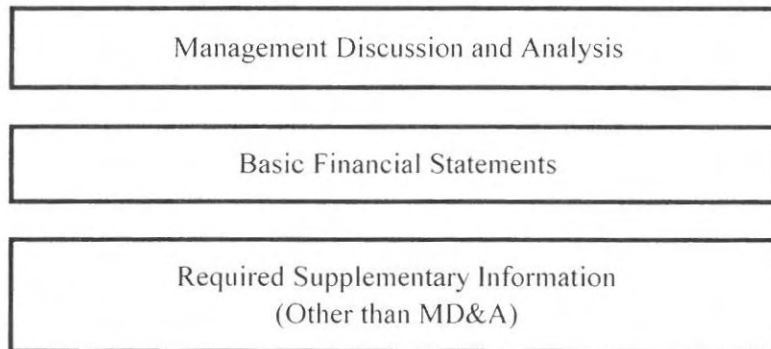 Management Discussion and Analysis
Basic Financial Statements
Required Supplementary Information
(Other than MD&A)